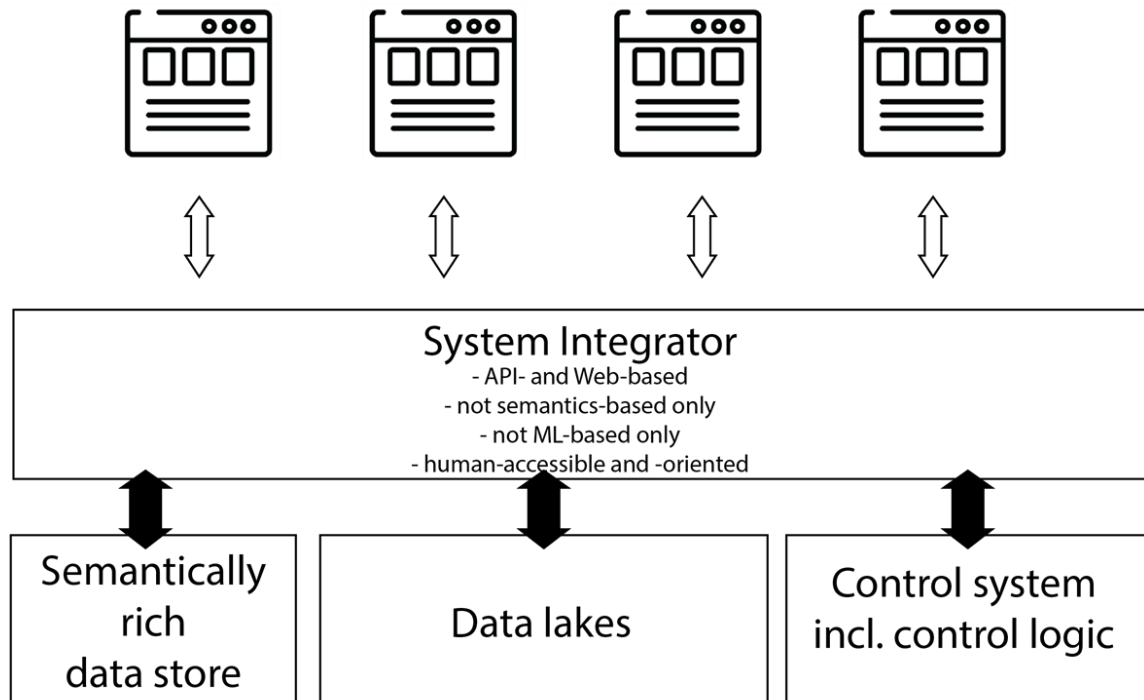 System Integrator
- API- and Web-based
- not semantics-based only
- not ML-based only
- human-accessible and -oriented
Semantically
rich
data store
Data lakes
Control system
incl. control logic